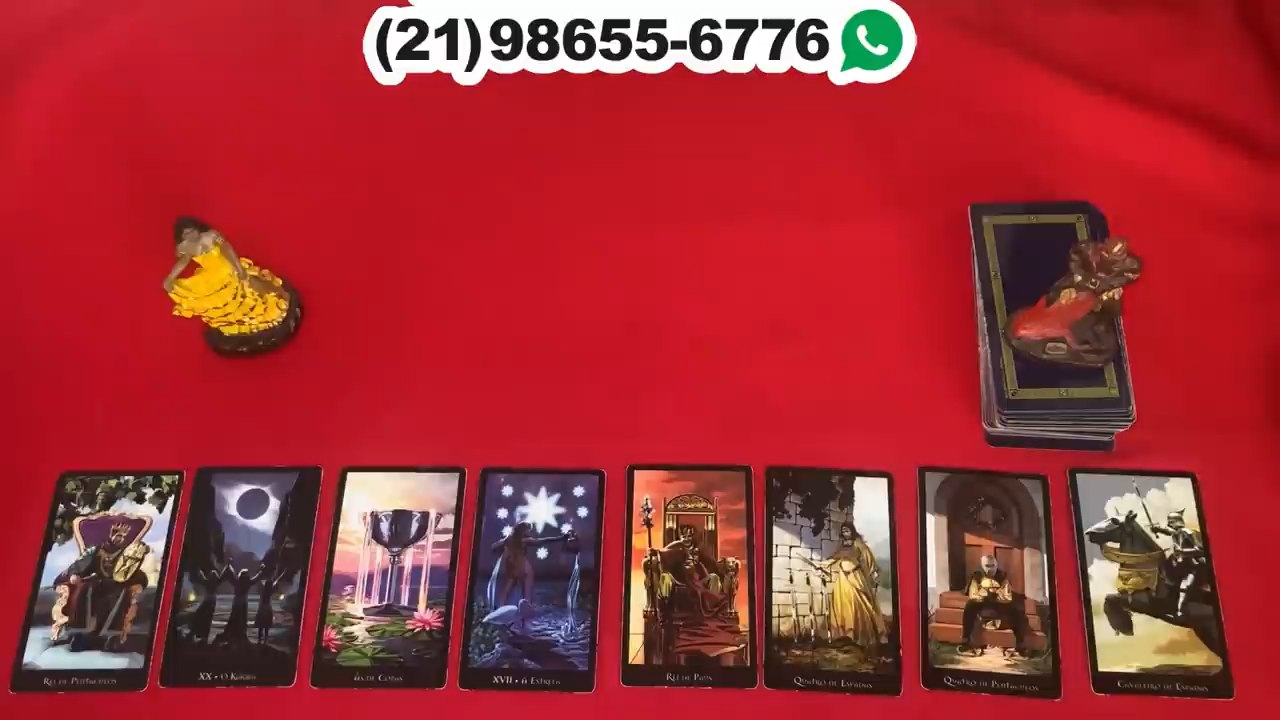 (21)98655-6776
Rei de Pentáculos
XX • O Karma
Ás de Copas
XVII • A Estrela
Rei de Paus
Quatro de Espadas
Quatro de Pentáculos
Cavaleiro de Espadas